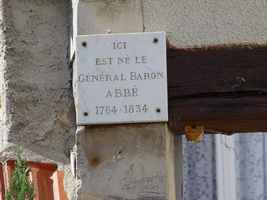 ICI
EST NÉ LE
GÉNÉRAL BARON
ABBÉ
1764-1834